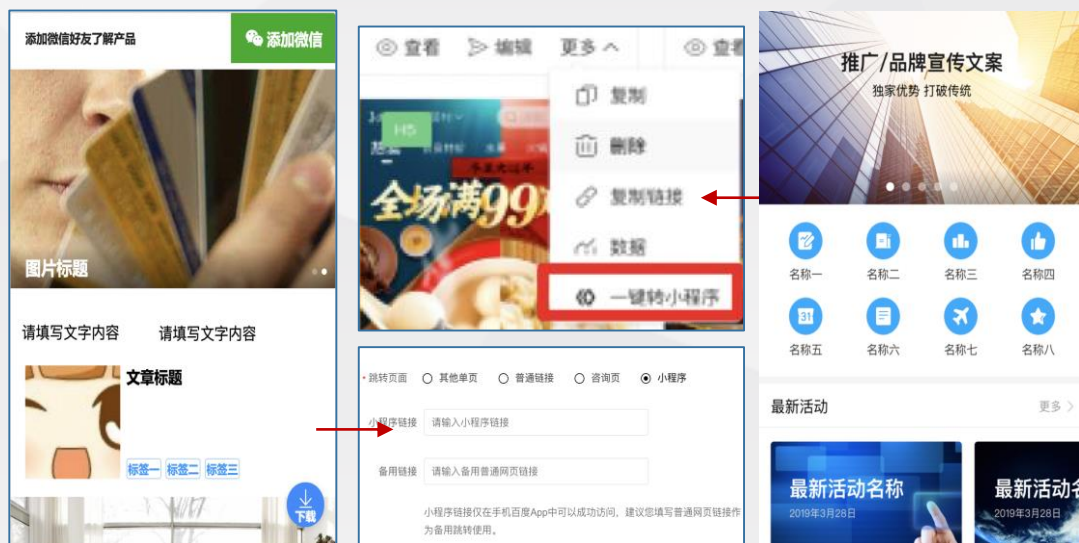 添加微信好友了解产品
添加微信
图片标题
请填写文字内容 请填写文字内容
文章标题
标签一 标签二 标签三
下载
查看 编辑 更多 查看
H5
复制
删除
复制链接
数据
一键转小程序
全场满99
跳转页面 其他单页 普通链接 咨询页 小程序
小程序链接 请输入小程序链接
备用链接 请输入备用普通网页链接
小程序链接仅在手机百度App中可以成功访问，建议您填写普通网页链接作
为备用跳转使用。
推广/品牌宣传文案
独家优势 打破传统
名称一 名称二 名称三 名称四
31
名称五 名称六 名称七 名称八
最新活动 更多
最新活动名称
2019年3月28日
最新活动名
2019年3月28日